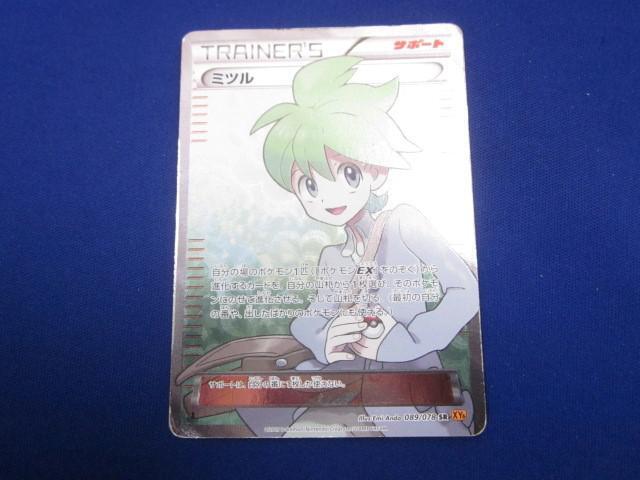 TRAINER'S サポート
ミツル
自分の場のポケモン1匹(「ポケモンEX」をのぞく)から
進化するカードを、自分の山札から1枚選び、そのポケモ
ンにのせて進化させる。そして山札を切る。(最初の自分
の番や、出したばかりのポケモンにも使える。)
サポートは、自分の番に1枚しか使えない。
Illus. Emi Ando 089/078 SR XY